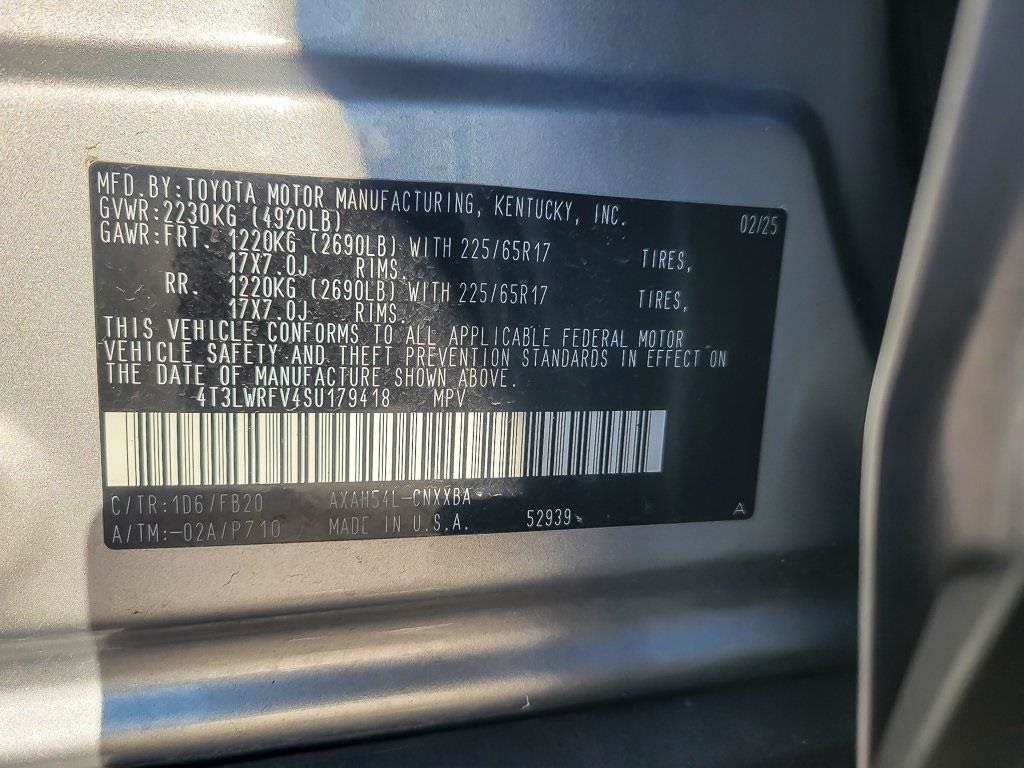 MFD.BY:TOYOTA MOTOR MANUFACTURING, KENTUCKY, INC.
GVWR:2230KG (4920LB) 02/25
GAWR:FRT. 1220KG (2690LB) WITH 225/65R17 TIRES,
17X7.0J RIMS.
RR. 1220KG (2690LB) WITH 225/65R17 TIRES,
17X7.0J RIMS.
THIS VEHICLE CONFORMS TO ALL APPLICABLE FEDERAL MOTOR
VEHICLE SAFETY AND THEFT PREVENTION STANDARDS IN EFFECT ON
THE DATE OF MANUFACTURE SHOWN ABOVE.
4T3LWRFV4SU179418 MPV
C/TR:1D6/FB20 AXAH54L-CNXXBA
A/TM:-02A/P710 MADE IN U.S.A. 52939 A